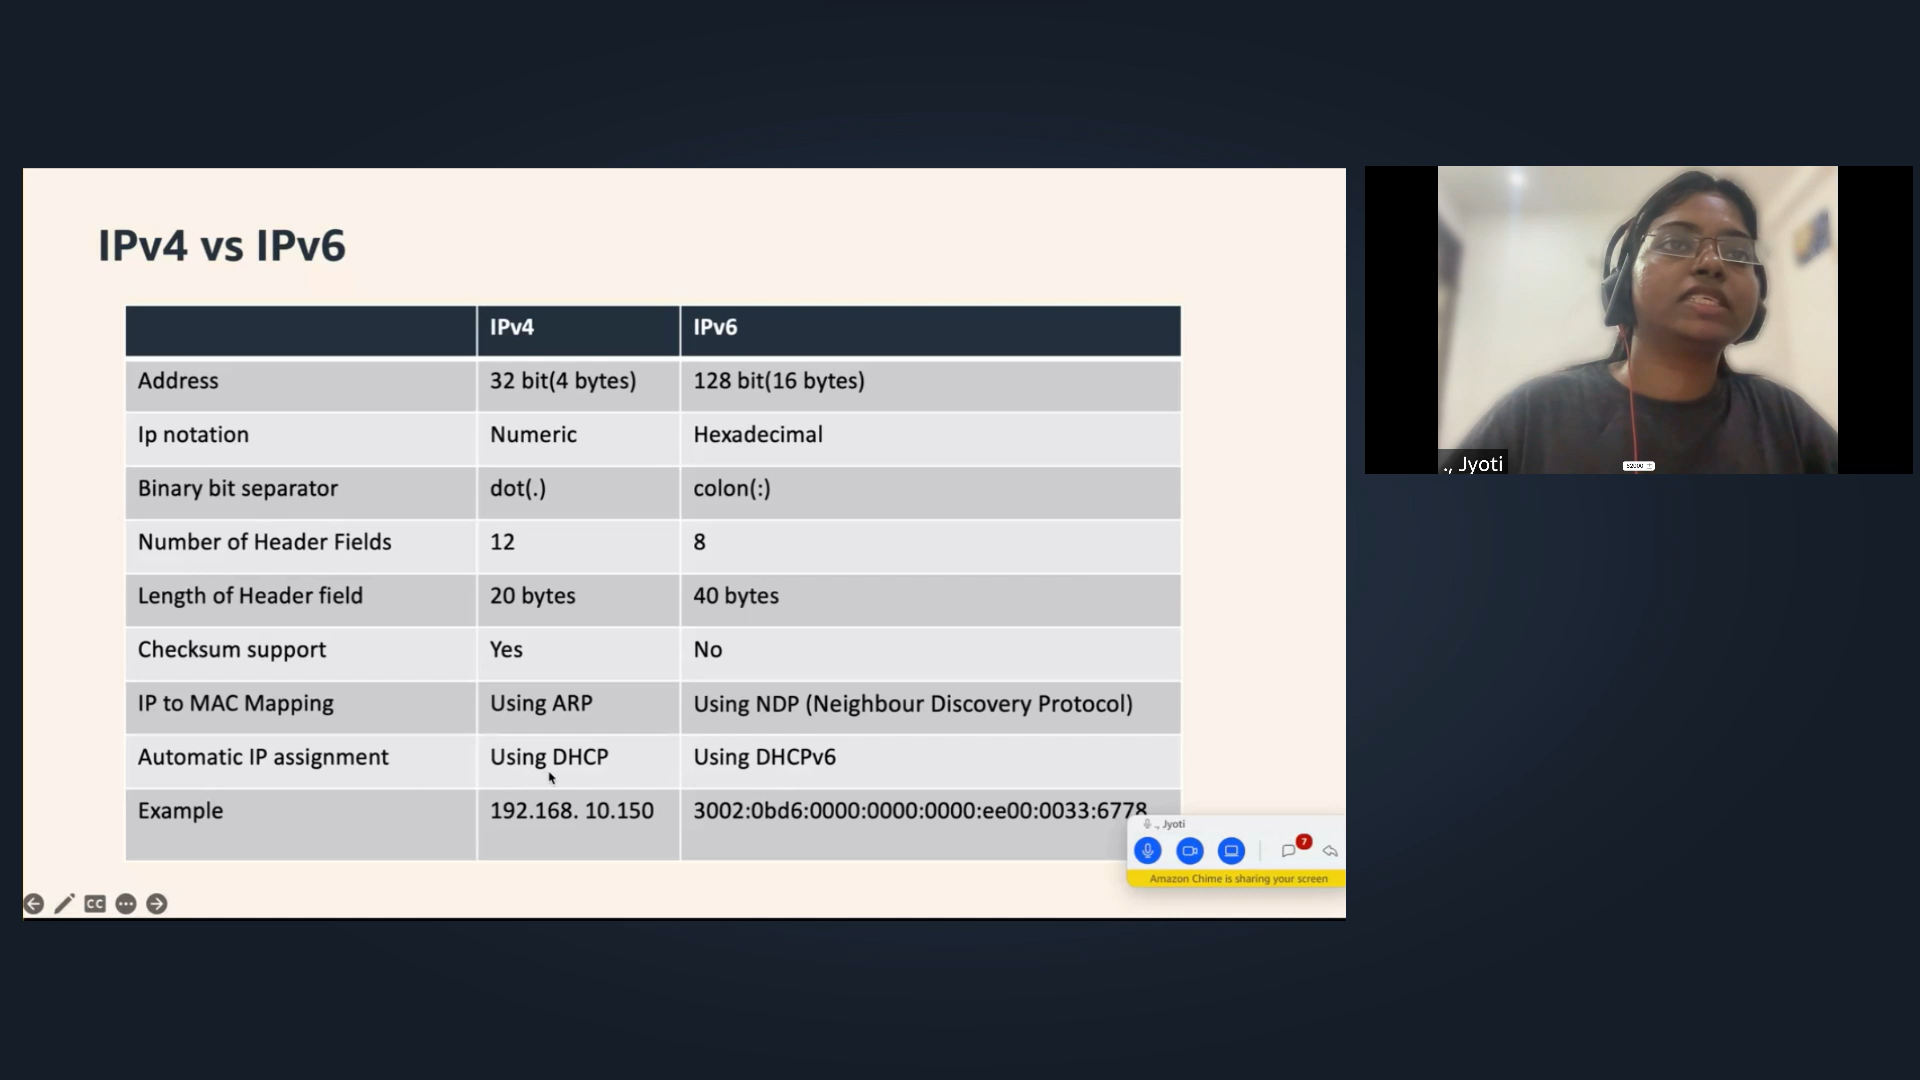 IPv4 vs IPv6
IPv4 IPv6
Address 32 bit(4 bytes) 128 bit(16 bytes)
Ip notation Numeric Hexadecimal
Binary bit separator dot(.) colon(:)
Number of Header Fields 12 8
Length of Header field 20 bytes 40 bytes
Checksum support Yes No
IP to MAC Mapping Using ARP Using NDP (Neighbour Discovery Protocol)
Automatic IP assignment Using DHCP Using DHCPv6
Example 192.168. 10.150 3002:0bd6:0000:0000:0000:ee00:0033:6778
., Jyoti
7
Amazon Chime is sharing your screen
CC
., Jyoti